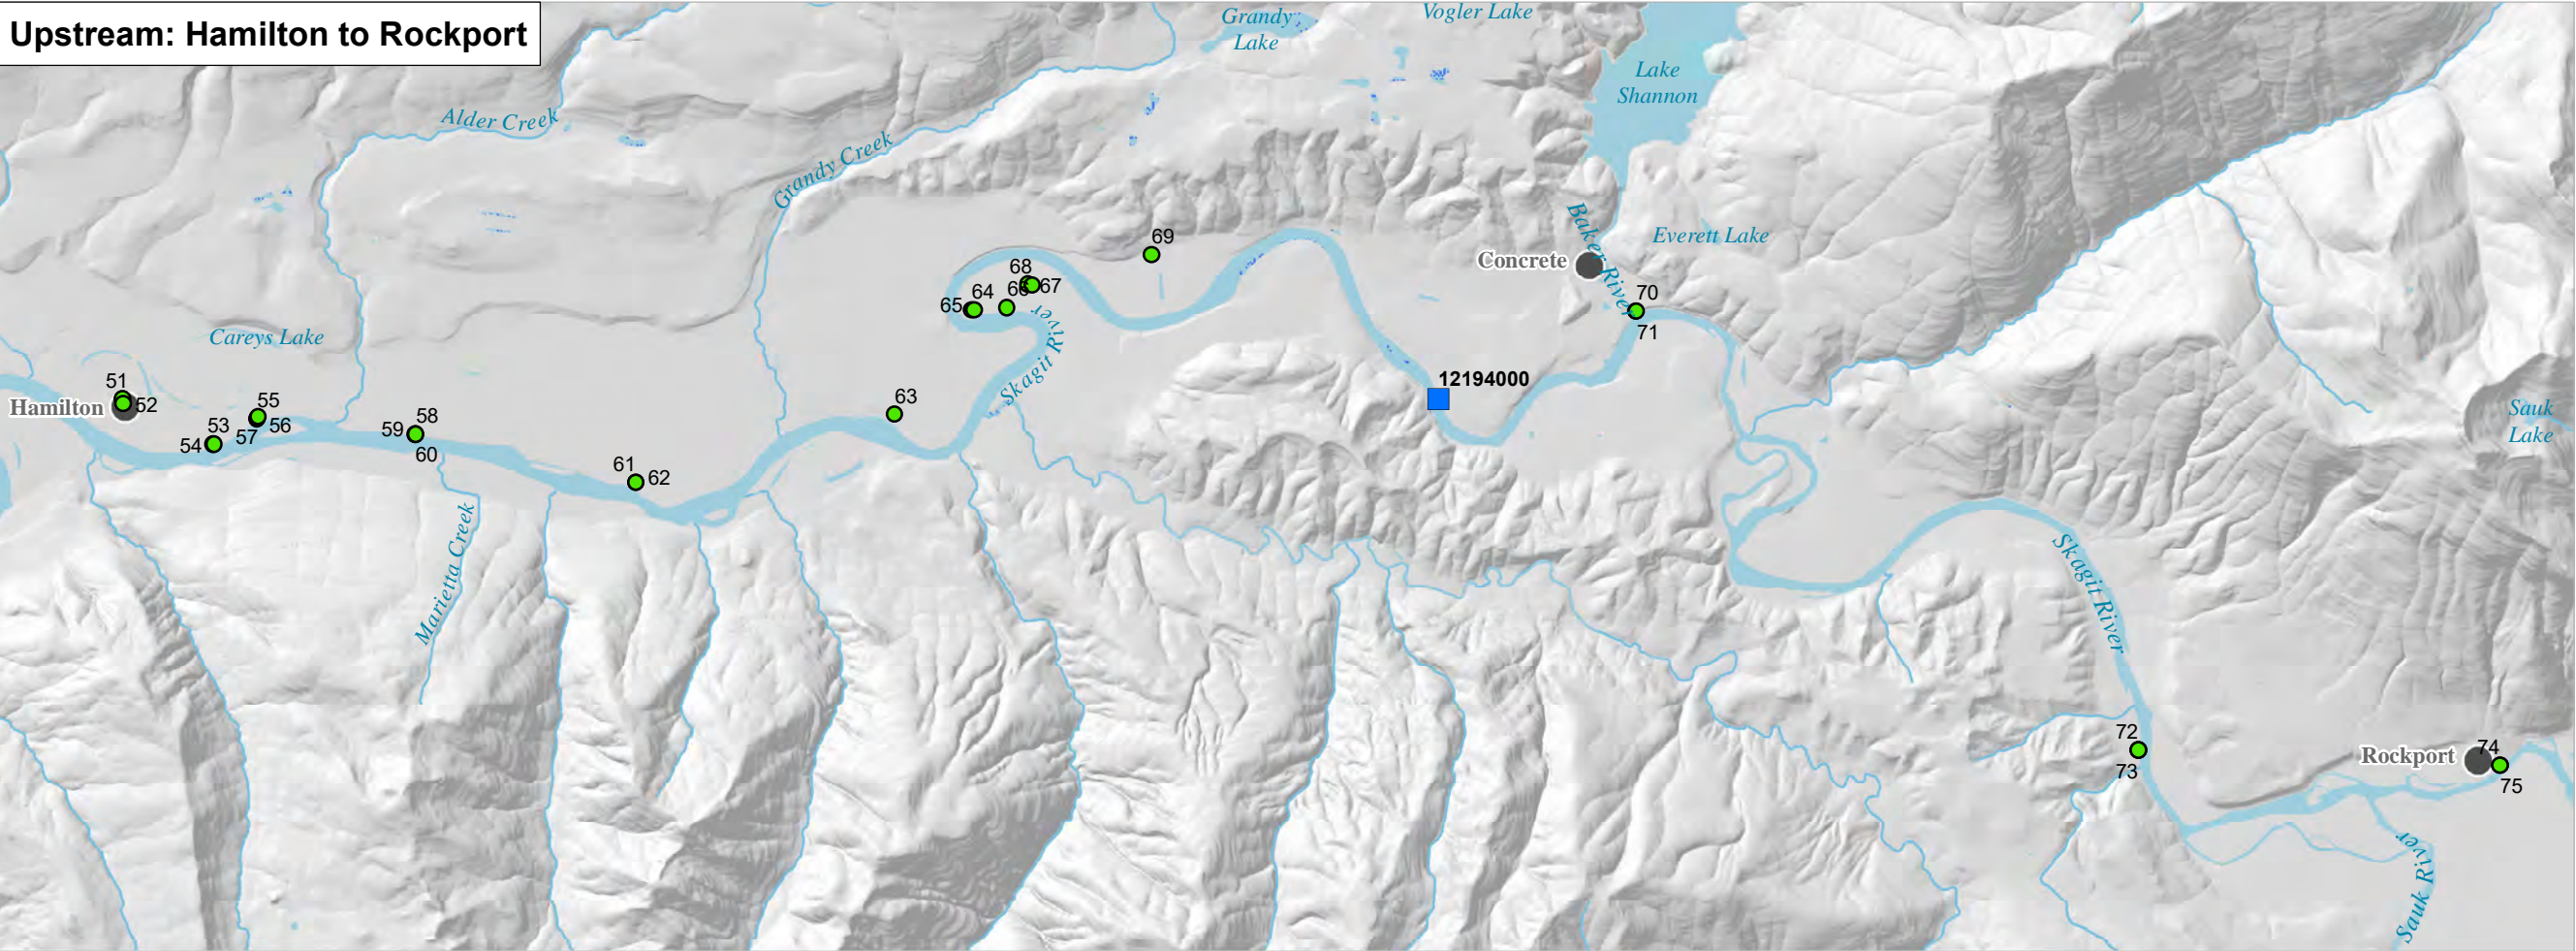 Upstream: Hamilton to Rockport
Grandy
Lake
Vogler Lake
Lake
Shannon
Alder Creek
Grandy Creek
Baker River
Everett Lake
Concrete
69
68
67
66
64
65
70
71
Skagit River
Careys Lake
12194000
51
52
Hamilton
53
54
55
56
57
58
59
60
61
62
63
Sauk
Lake
Marietta Creek
Skagit River
72
73
Rockport
74
75
Sauk River